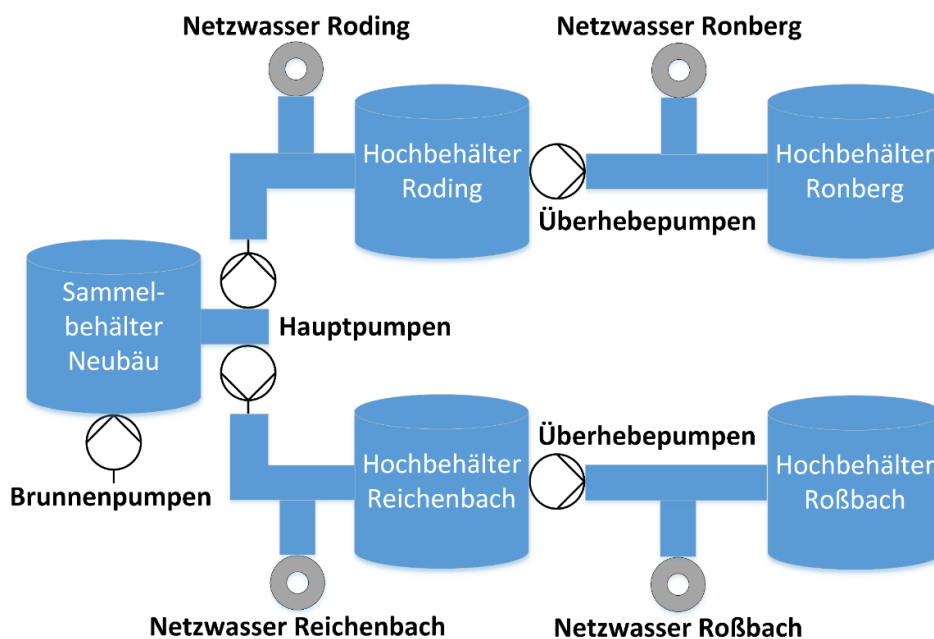 Netzwasser Roding
Netzwasser Ronberg
Hochbehälter
Roding
Hochbehälter
Ronberg
Überhebepumpen
Sammel-
behälter
Neubäu
Hauptpumpen
Brunnenpumpen
Überhebepumpen
Hochbehälter
Reichenbach
Hochbehälter
Roßbach
Netzwasser Reichenbach
Netzwasser Roßbach